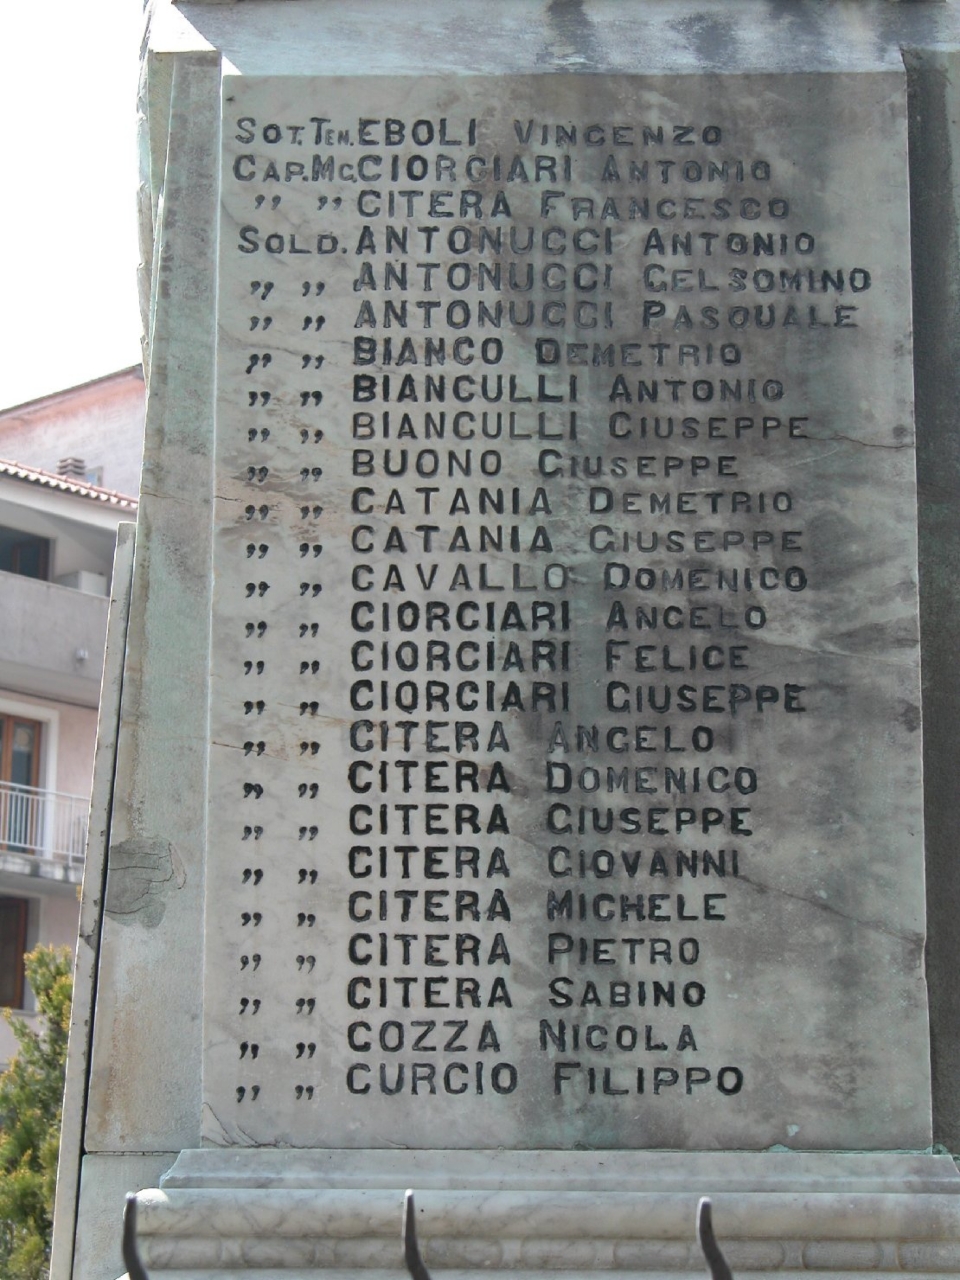 SOT.TEN.EBOLI VINCENZO
CAP.MG.CIORCIARI ANTONIO
" " CITERA FRANCESCO
SOLD.ANTONUCCI ANTONIO
" " ANTONUCCI GELSOMINO
" " ANTONUCCI PASQUALE
" " BIANCO DEMETRIO
" " BIANCULLI ANTONIO
" " BIANCULLI GIUSEPPE
" " BUONO GIUSEPPE
" " CATANIA DEMETRIO
" " CATANIA GIUSEPPE
" " CAVALLO DOMENICO
" " CIORCIARI ANGELO
" " CIORCIARI FELICE
" " CIORCIARI GIUSEPPE
" " CITERA ANGELO
" " CITERA DOMENICO
" " CITERA GIUSEPPE
" " CITERA GIOVANNI
" " CITERA MICHELE
" " CITERA PIETRO
" " CITERA SABINO
" " COZZA NICOLA
" " CURCIO FILIPPO